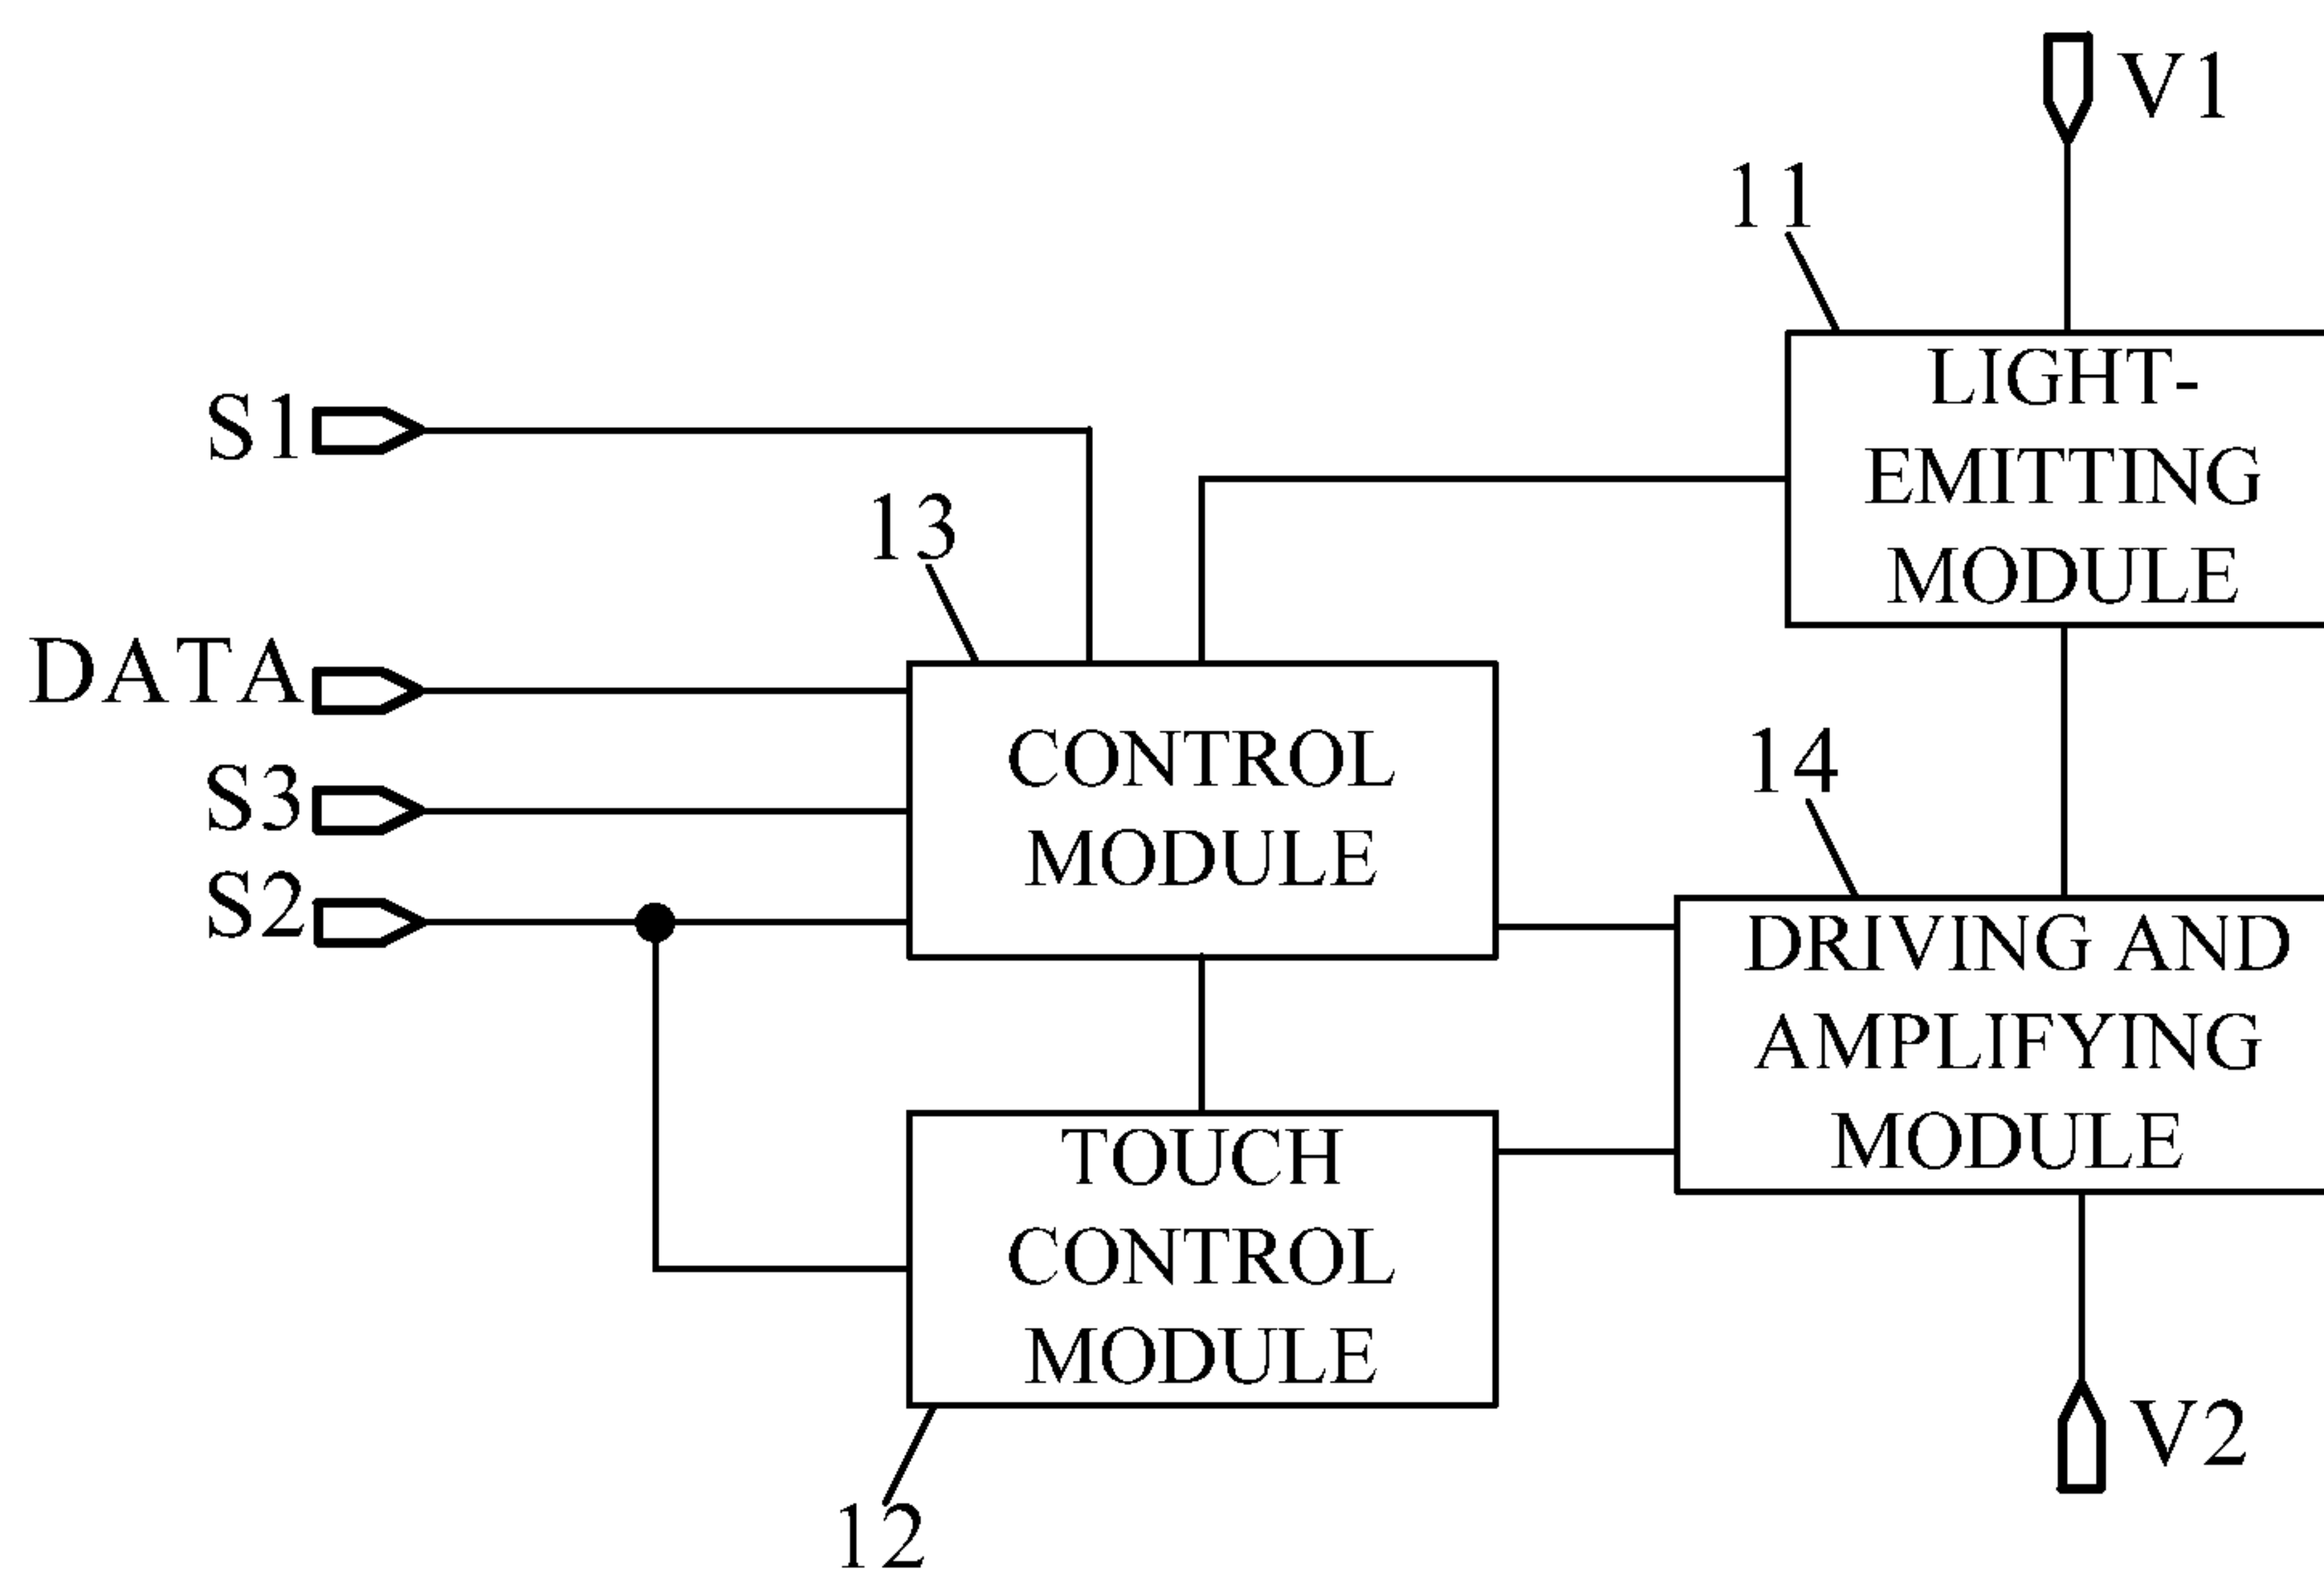 V1
11
LIGHT-
EMITTING
MODULE
S1
13
DATA
S3
S2
CONTROL
MODULE
14
DRIVING AND
AMPLIFYING
MODULE
TOUCH
CONTROL
MODULE
12
V2